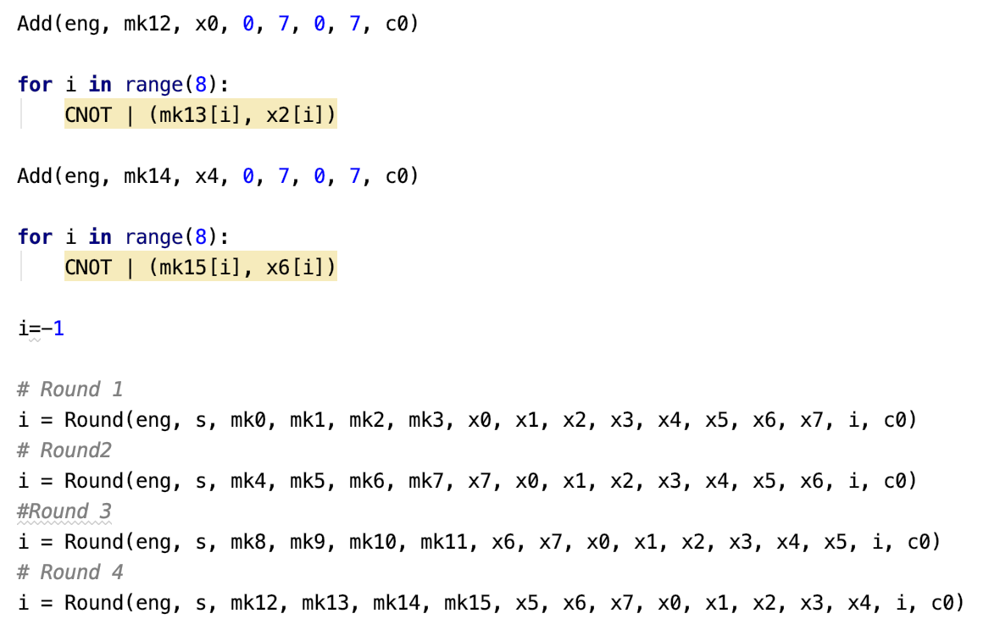 Add(eng, mk12, x0, 0, 7, 0, 7, c0)
for i in range(8):
    CNOT | (mk13[i], x2[i])
Add(eng, mk14, x4, 0, 7, 0, 7, c0)
for i in range(8):
    CNOT | (mk15[i], x6[i])
i=-1
# Round 1
i = Round(eng, s, mk0, mk1, mk2, mk3, x0, x1, x2, x3, x4, x5, x6, x7, i, c0)
# Round2
i = Round(eng, s, mk4, mk5, mk6, mk7, x7, x0, x1, x2, x3, x4, x5, x6, i, c0)
#Round 3
i = Round(eng, s, mk8, mk9, mk10, mk11, x6, x7, x0, x1, x2, x3, x4, x5, i, c0)
# Round 4
i = Round(eng, s, mk12, mk13, mk14, mk15, x5, x6, x7, x0, x1, x2, x3, x4, i, c0)